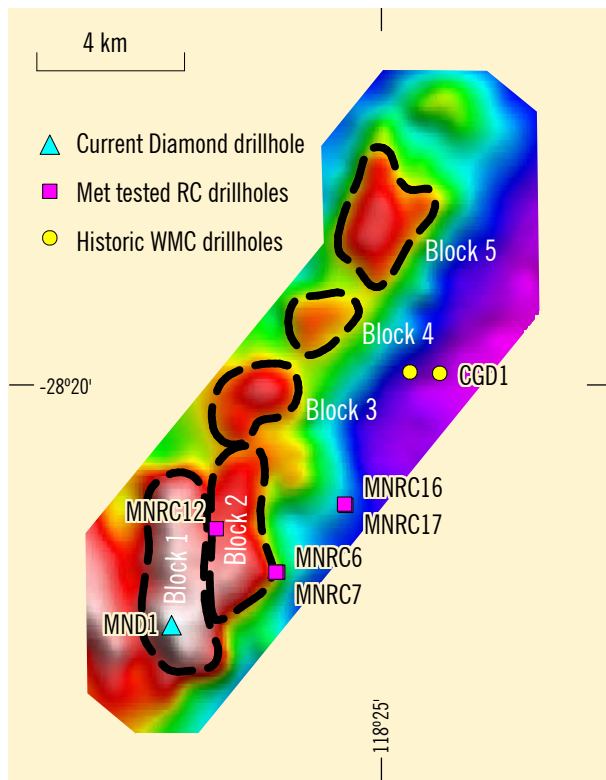 4 km
Current Diamond drillhole
Met tested RC drillholes
Historic WMC drillholes
Block 5
Block 4
-28º20'
CGD1
Block 3
MNRC16
MNRC12
Block 2
MNRC17
Block 1
MNRC6
MNRC7
MND1
118º25'